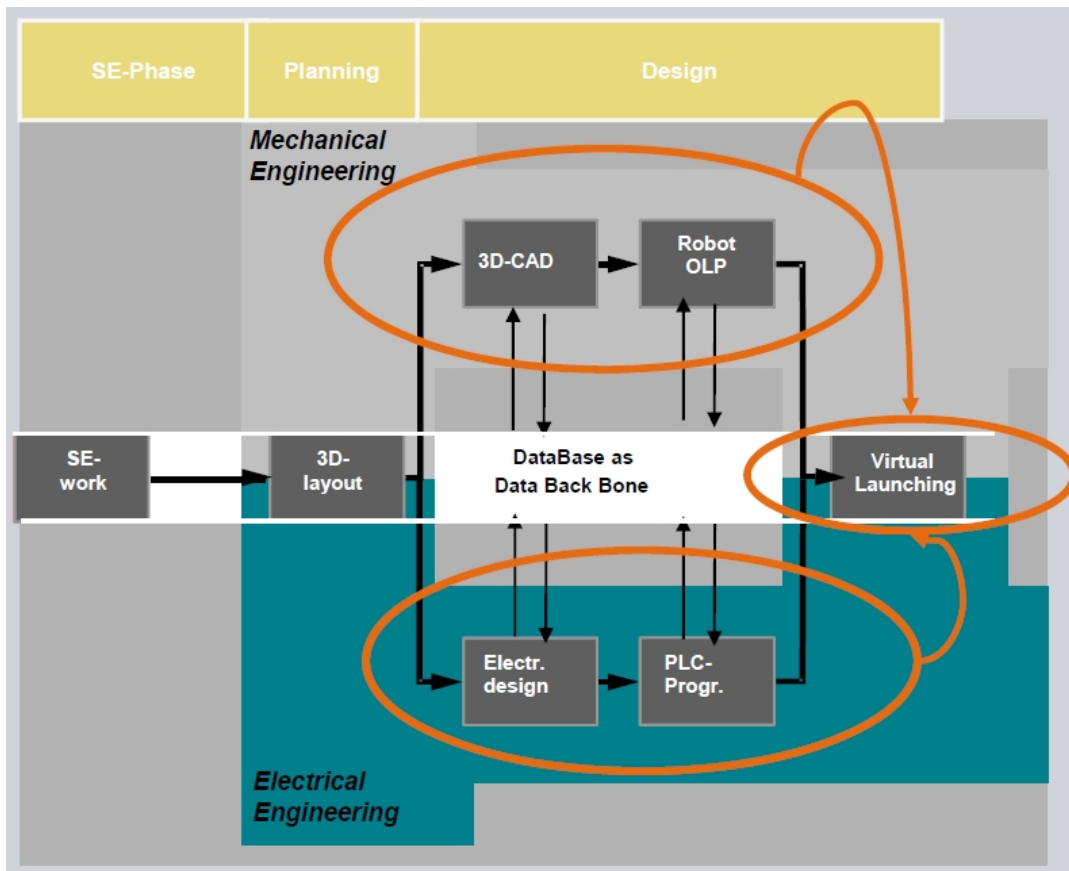 SE-Phase
Planning
Design
Mechanical
Engineering
3D-CAD
Robot
OLP
SE-
work
3D-
layout
DataBase as
Data Back Bone
Virtual
Launching
Electr.
design
PLC-
Progr.
Electrical
Engineering